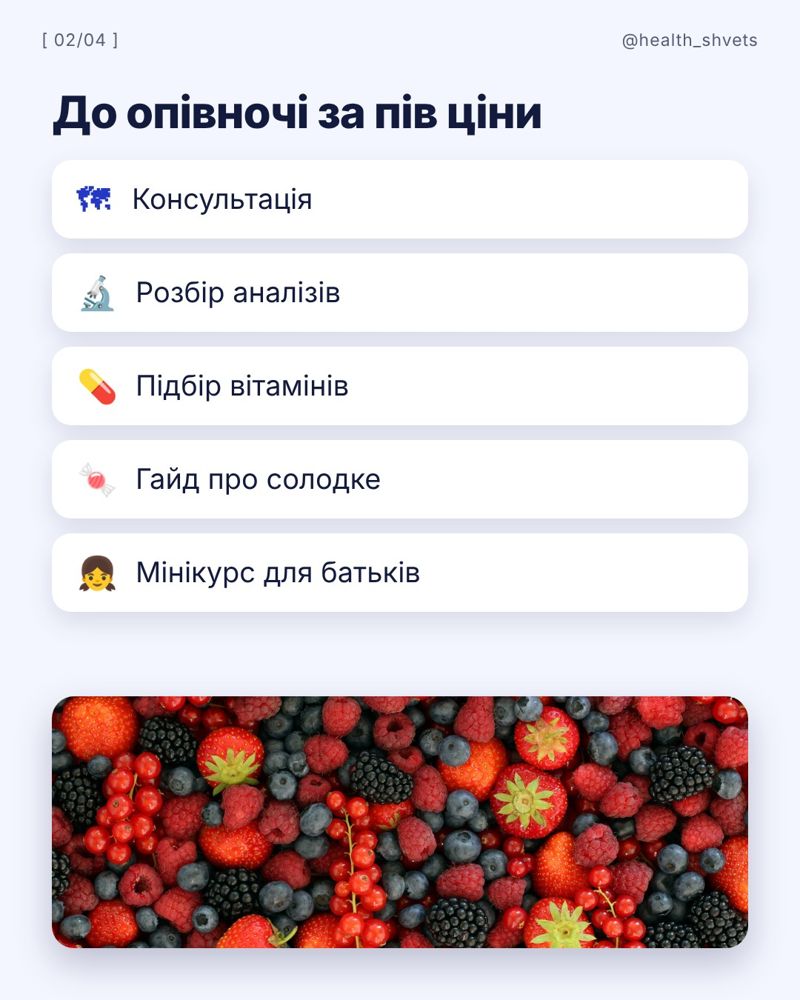 [ 02/04 ]
@health_shvets
До опівночі за пів ціни
Консультація
Розбір аналізів
Підбір вітамінів
Гайд про солодке
Мінікурс для батьків